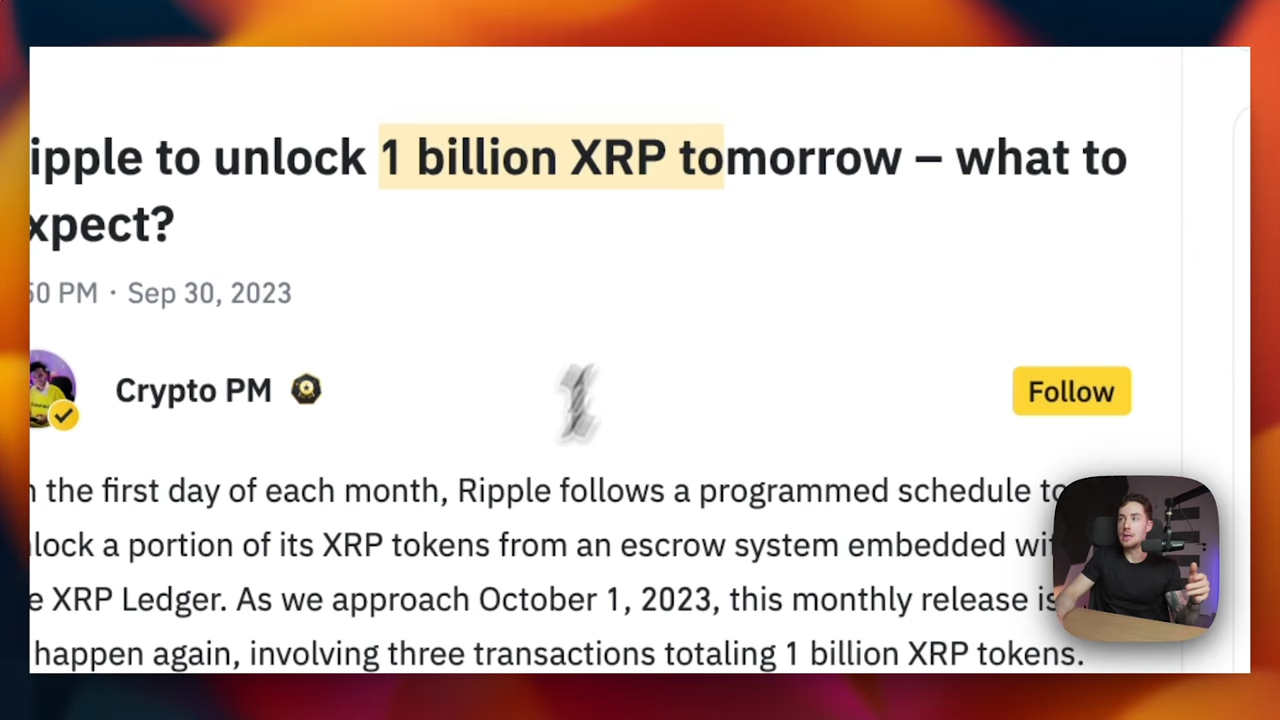 ipple to unlock 1 billion XRP tomorrow – what to
xpect?
50 PM · Sep 30, 2023
Crypto PM
Follow
n the first day of each month, Ripple follows a programmed schedule to
lock a portion of its XRP tokens from an escrow system embedded wit
e XRP Ledger. As we approach October 1, 2023, this monthly release is
happen again, involving three transactions totaling 1 billion XRP tokens.